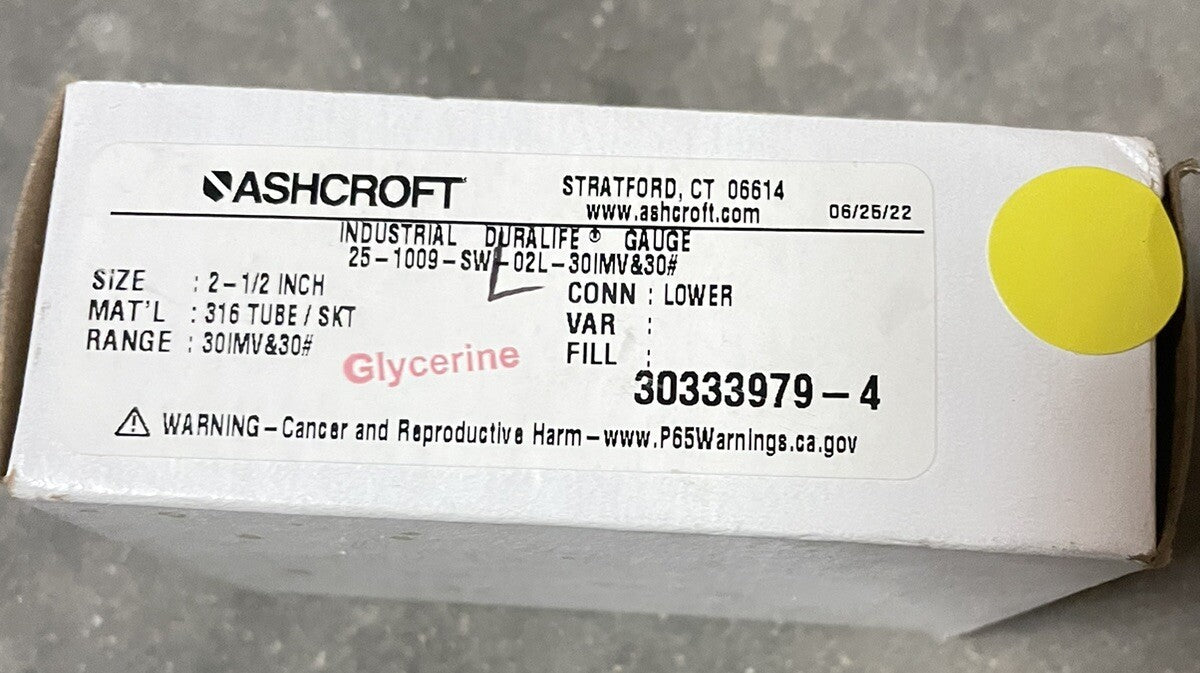 ASHCROFT
STRATFORD, CT 06614
www.ashcroft.com
06/25/22
INDUSTRIAL DURALIFE® GAUGE
25-1009-SW-02L-30IMV&30#
L
SIZE : 2-1/2 INCH
MAT'L : 316 TUBE / SKT
RANGE : 30IMV&30#
CONN : LOWER
VAR :
FILL :
Glycerine
30333979-4
WARNING-Cancer and Reproductive Harm-www.P65Warnings.ca.gov